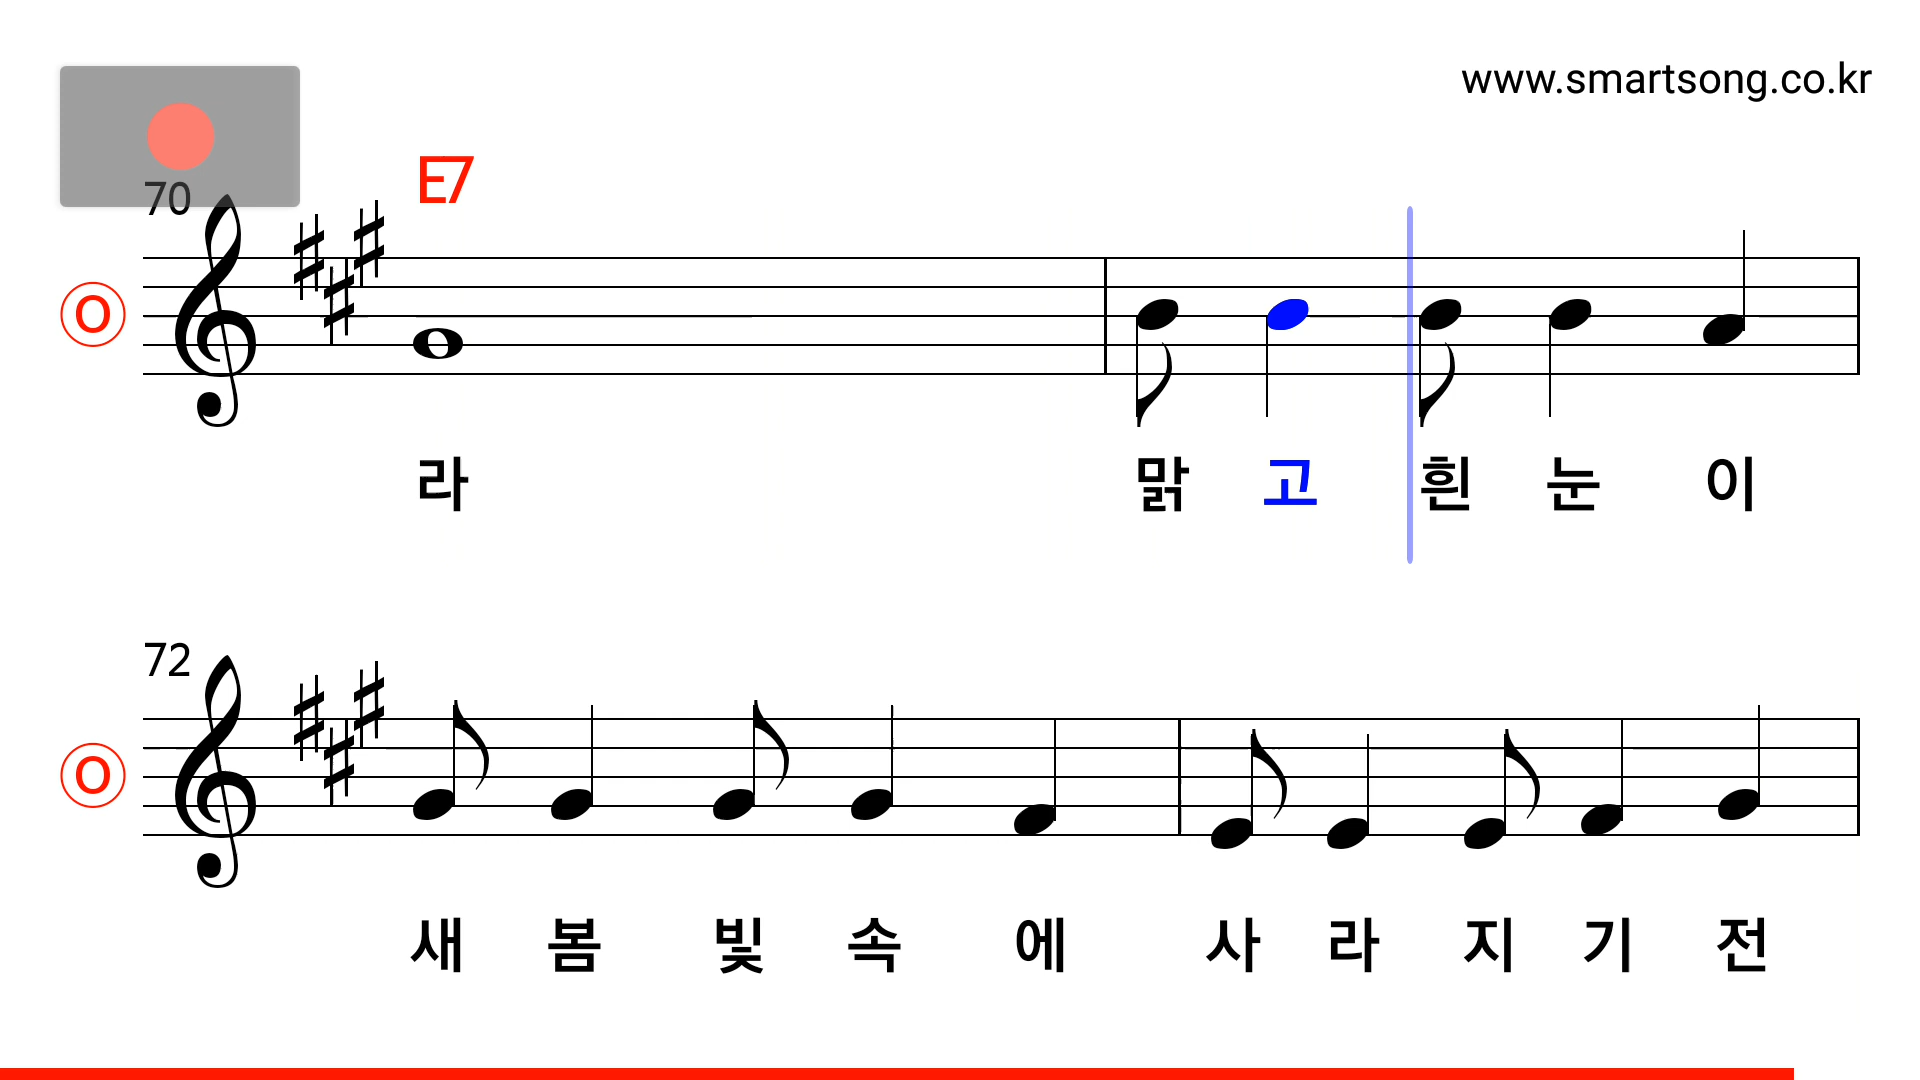 www.smartsong.co.kr
70
E7
O
라 맑 고 흰 눈 이
72
O
새 봄 빛 속 에 사 라 지 기 전